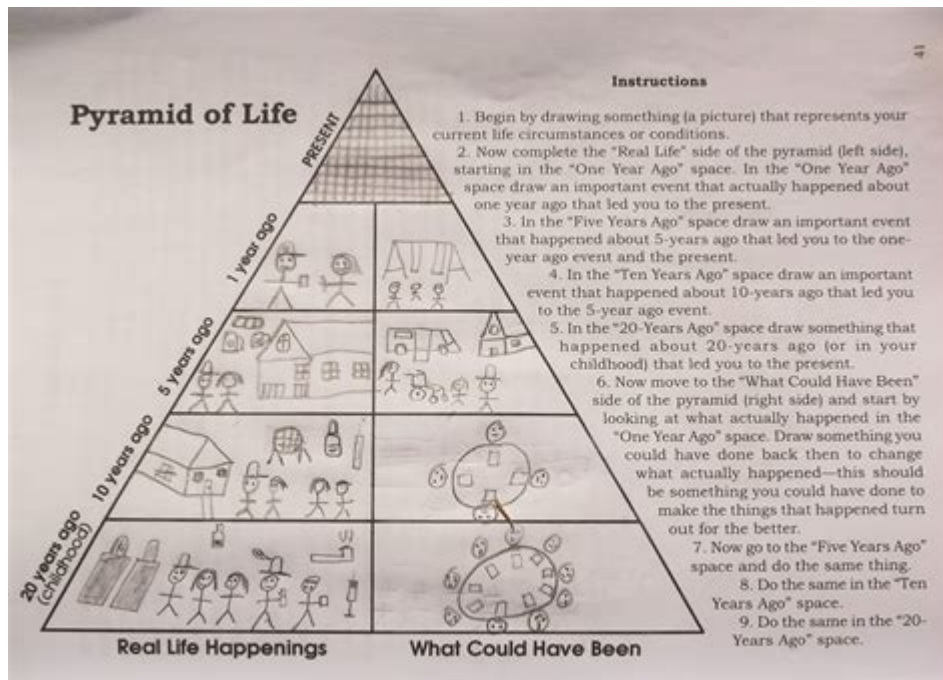 41
Pyramid of Life
Instructions
1. Begin by drawing something (a picture) that represents your
current life circumstances or conditions.
2. Now complete the “Real Life” side of the pyramid (left side),
starting in the “One Year Ago” space. In the “One Year Ago”
space draw an important event that actually happened about
one year ago that led you to the present.
3. In the “Five Years Ago” space draw an important event
that happened about 5-years ago that led you to the one-
year ago event and the present.
4. In the “Ten Years Ago” space draw an important
event that happened about 10-years ago that led you
to the 5-year ago event.
5. In the “20-Years Ago” space draw something that
happened about 20-years ago (or in your
childhood) that led you to the present.
6. Now move to the “What Could Have Been”
side of the pyramid (right side) and start by
looking at what actually happened in the
“One Year Ago” space. Draw something you
could have done back then to change
what actually happened—this should
be something you could have done to
make the things that happened turn
out for the better.
7. Now go to the “Five Years Ago”
space and do the same thing.
8. Do the same in the “Ten
Years Ago” space.
9. Do the same in the “20-
Years Ago” space.
PRESENT
1 year ago
5 years ago
10 years ago
20 years ago
(childhood)
Real Life Happenings
What Could Have Been